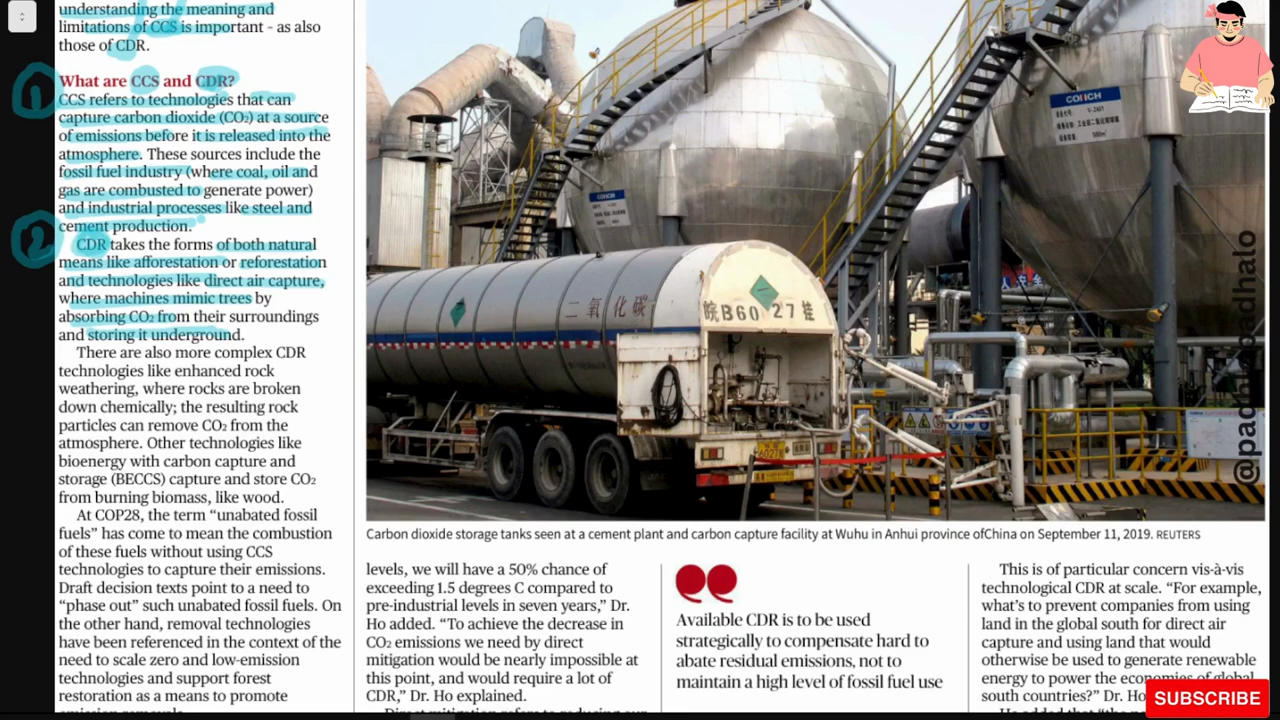 understanding the meaning and
limitations of CCS is important - as also
those of CDR.
What are CCS and CDR?
CCS refers to technologies that can
capture carbon dioxide (CO2) at a source
of emissions before it is released into the
atmosphere. These sources include the
fossil fuel industry (where coal, oil and
gas are combusted to generate power)
and industrial processes like steel and
cement production.
CDR takes the forms of both natural
means like afforestation or reforestation
and technologies like direct air capture,
where machines mimic trees by
absorbing CO2 from their surroundings
and storing it underground.
There are also more complex CDR
technologies like enhanced rock
weathering, where rocks are broken
down chemically; the resulting rock
particles can remove CO2 from the
atmosphere. Other technologies like
bioenergy with carbon capture and
storage (BECCS) capture and store CO2
from burning biomass, like wood.
At COP28, the term “unabated fossil
fuels” has come to mean the combustion
of these fuels without using CCS
technologies to capture their emissions.
Draft decision texts point to a need to
“phase out” such unabated fossil fuels. On
the other hand, removal technologies
have been referenced in the context of the
need to scale zero and low-emission
technologies and support forest
restoration as a means to promote
1
2
二氧化碳
皖B60 27挂
Carbon dioxide storage tanks seen at a cement plant and carbon capture facility at Wuhu in Anhui province ofChina on September 11, 2019. REUTERS
levels, we will have a 50% chance of
exceeding 1.5 degrees C compared to
pre-industrial levels in seven years,” Dr.
Ho added. “To achieve the decrease in
CO2 emissions we need by direct
mitigation would be nearly impossible at
this point, and would require a lot of
CDR,” Dr. Ho explained.
Available CDR is to be used
strategically to compensate hard to
abate residual emissions, not to
maintain a high level of fossil fuel use
This is of particular concern vis-à-vis
technological CDR at scale. “For example,
what's to prevent companies from using
land in the global south for direct air
capture and using land that would
otherwise be used to generate renewable
energy to power the economies of global
south countries?” Dr. Ho
SUBSCRIBE